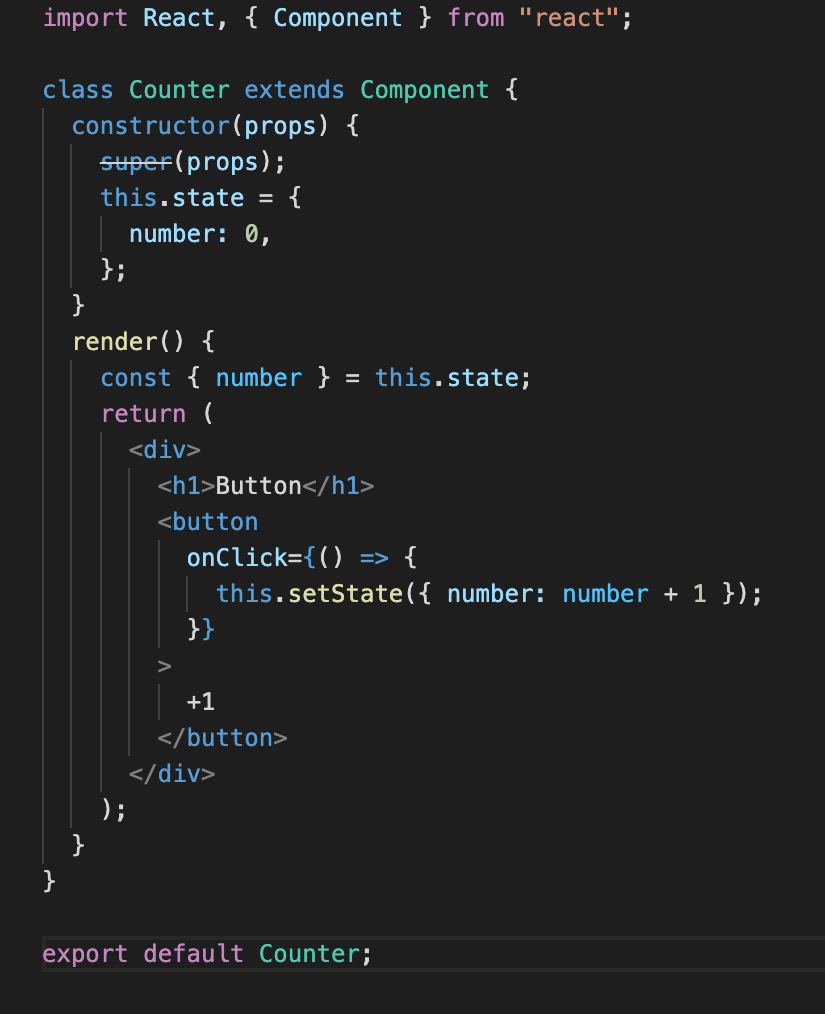 import React, { Component } from "react";

class Counter extends Component {
  constructor(props) {
    super(props);
    this.state = {
      number: 0,
    };
  }
  render() {
    const { number } = this.state;
    return (
      <div>
        <h1>Button</h1>
        <button
          onClick={() => {
            this.setState({ number: number + 1 });
          }}
        >
          +1
        </button>
      </div>
    );
  }
}

export default Counter;